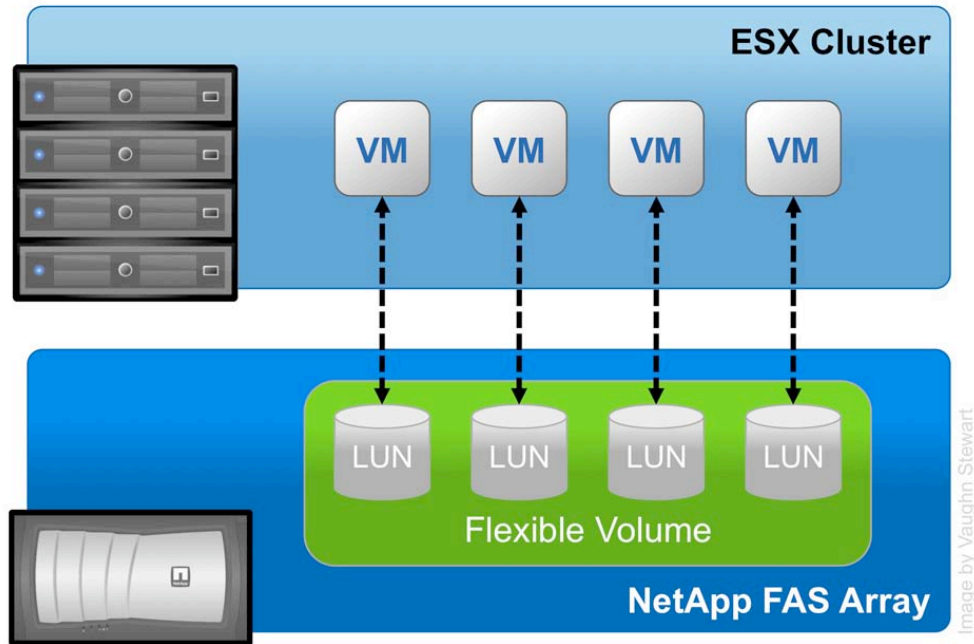 ESX Cluster
VM VM VM VM
LUN LUN LUN LUN
Flexible Volume
NetApp FAS Array
Image by Vaughn Stewart